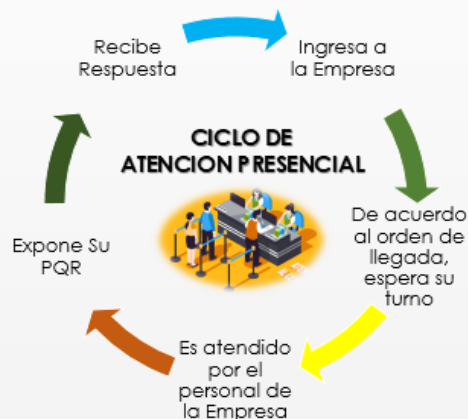 Recibe
Respuesta
Ingresa a
la Empresa
CICLO DE
ATENCION PRESENCIAL
De acuerdo
al orden de
llegada,
espera su
turno
Expone Su
PQR
Es atendido
por el
personal de
la Empresa